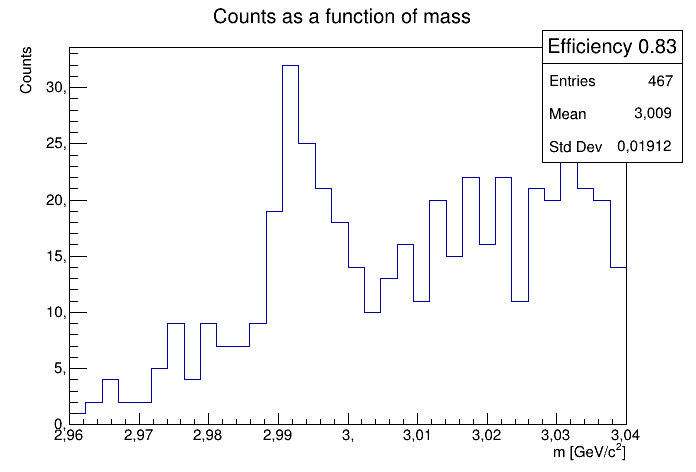 Counts as a function of mass
Efficiency 0.83
Entries 467
Mean 3,009
Std Dev 0,01912
Counts
30,
25,
20,
15,
10,
5,
0,
2,96 2,97 2,98 2,99 3, 3,01 3,02 3,03 3,04
m [GeV/c²]